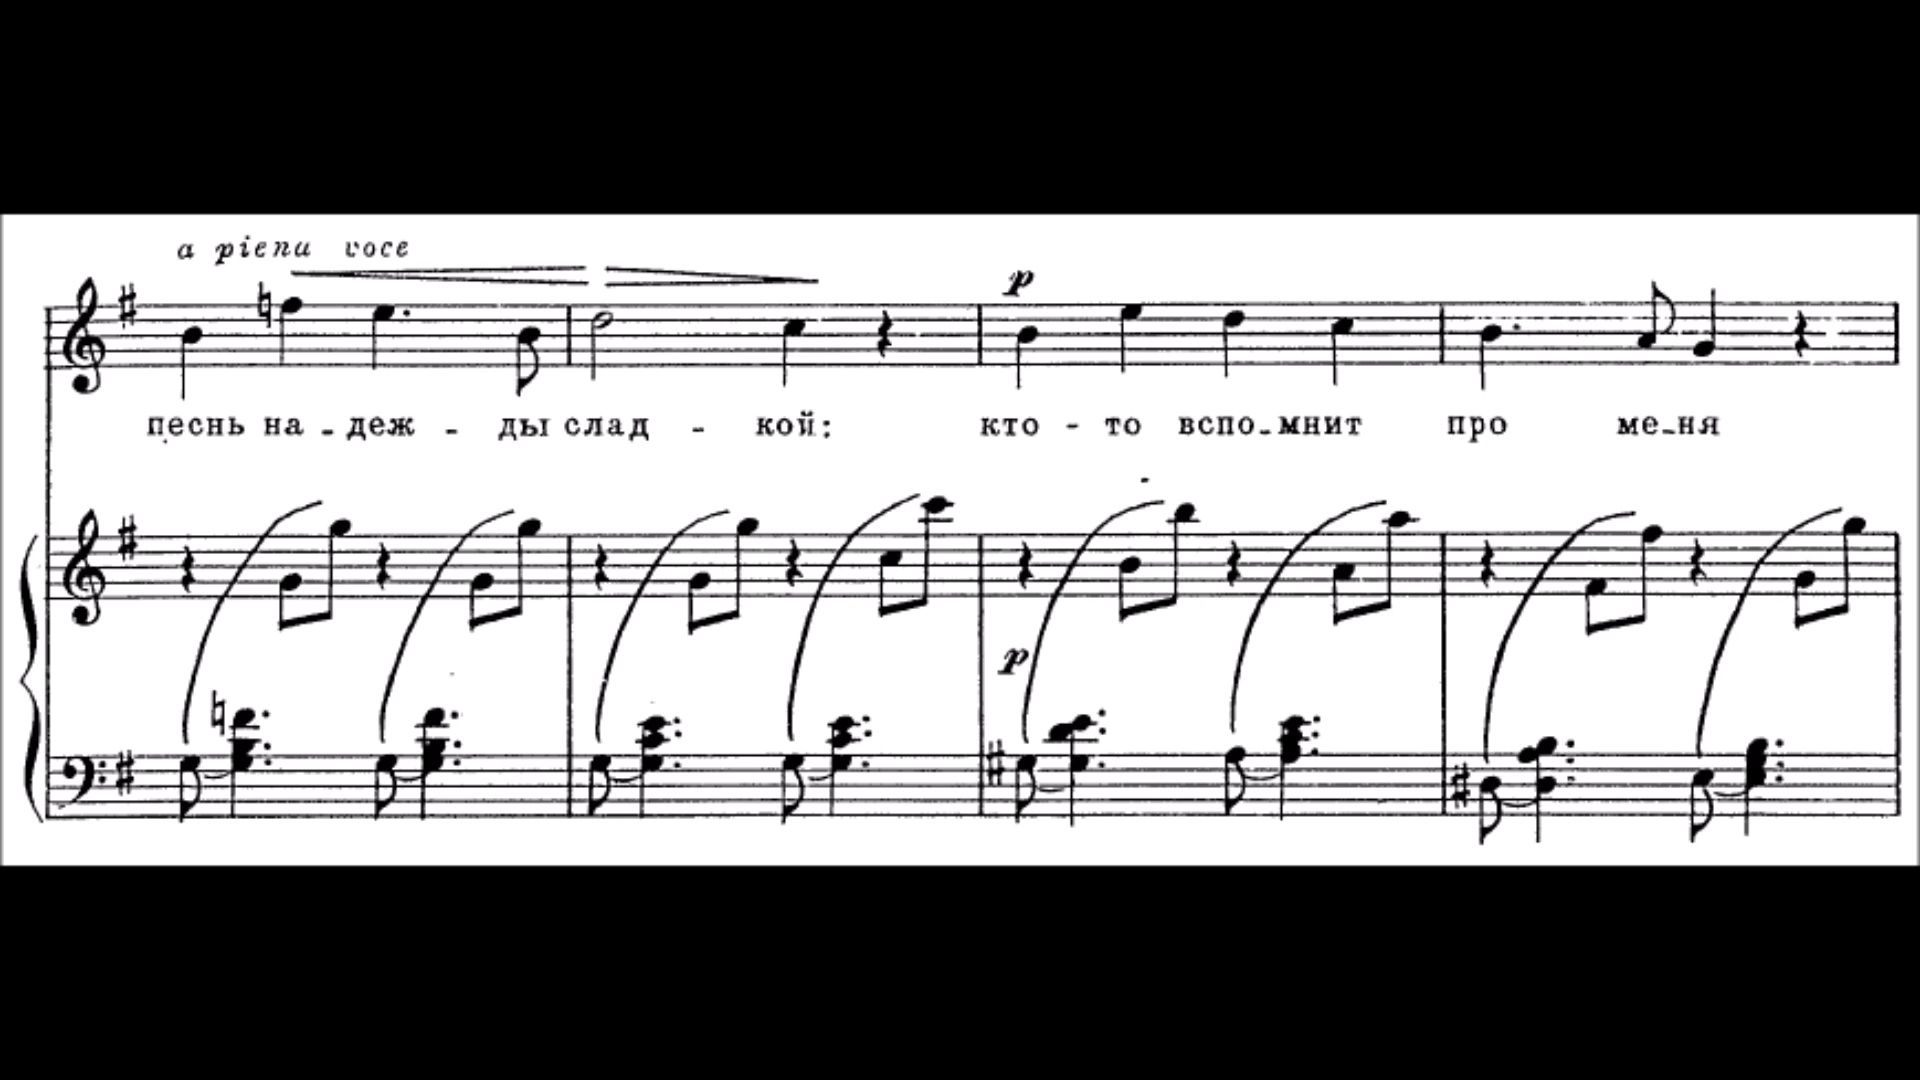 a piena voce
p
песнь на - деж - ды слад - кой: кто - то вспо-мнит про ме-ня
p